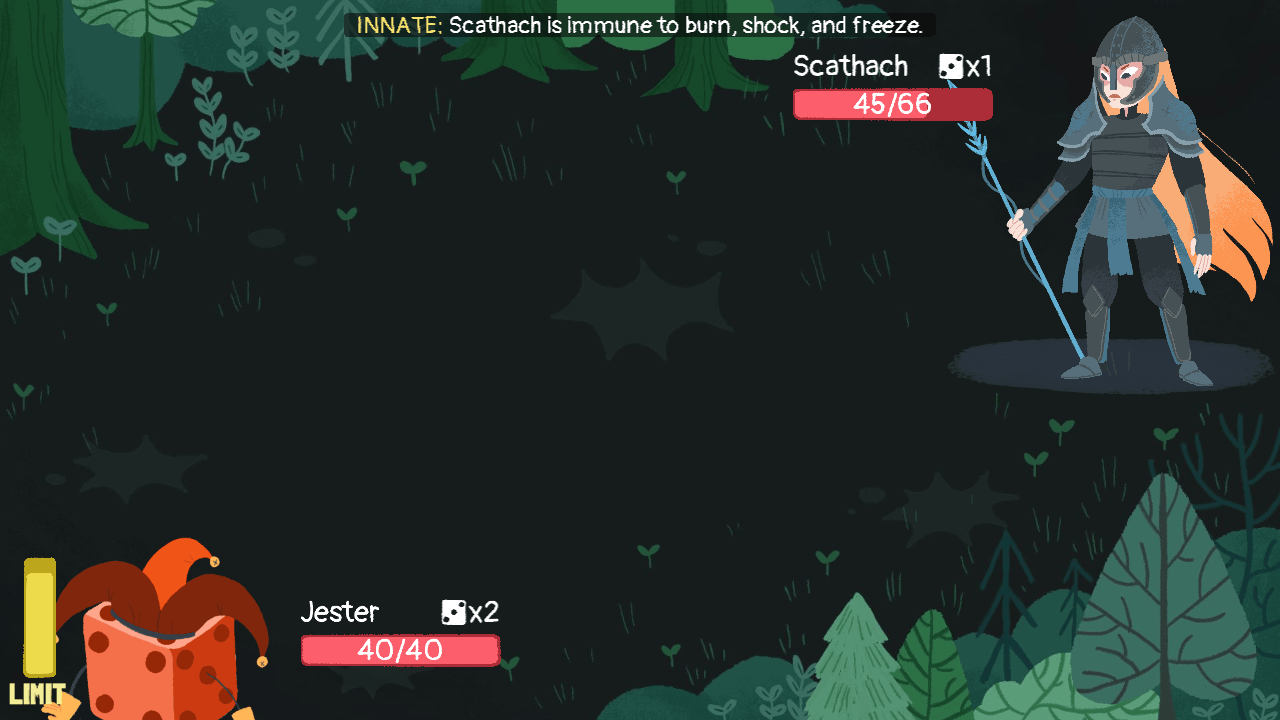 INNATE: Scathach is immune to burn, shock, and freeze.
Scathach x1
45/66
Jester x2
40/40
LIMIT